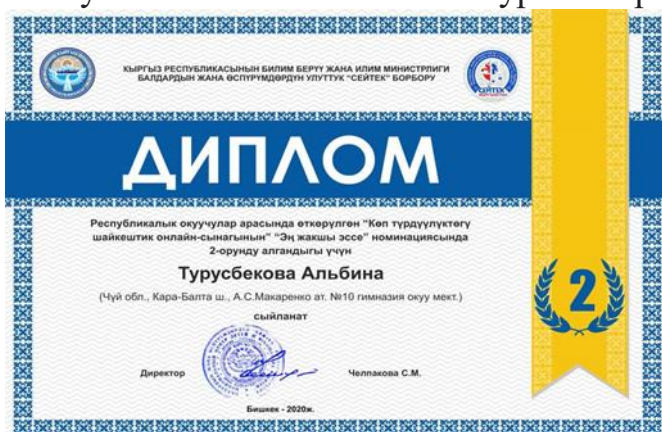 КЫРГЫЗ РЕСПУБЛИКАСЫНЫН БИЛИМ БЕРҮҮ ЖАНА ИЛИМ МИНИСТРЛИГИ
БАЛДАРДЫН ЖАНА ӨСПҮРҮМДӨРДҮН УЛУТТУК “СЕЙТЕК” БОРБОРУ
СЕЙТЕК
ДИПЛОМ
Республикалык окуучулар арасында өткөрүлгөн “Көп түрдүүлүктөгү
шайкештик онлайн-сынагынын” “Эң жакшы эссе” номинациясында
2-орунду алгандыгы үчүн
Турусбекова Альбина
(Чүй обл., Кара-Балта ш., А.С.Макаренко ат. №10 гимназия окуу мект.)
сыйланат
2
Директор Челпакова С.М.
Бишкек - 2020ж.